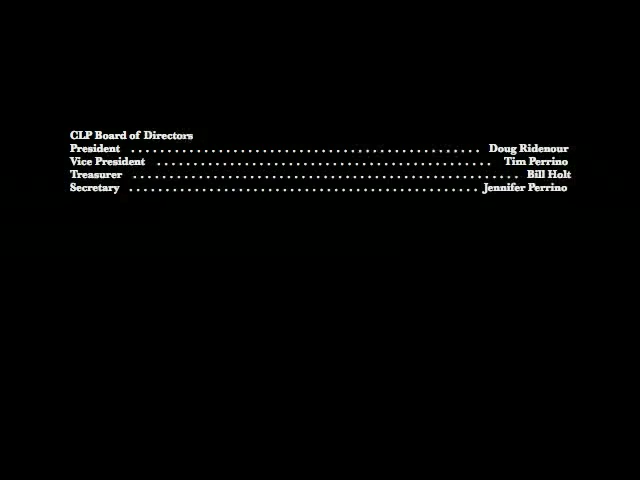 CLP Board of Directors
President ................................................ Doug Ridenour
Vice President .............................................. Tim Perrino
Treasurer ..................................................... Bill Holt
Secretary ................................................ Jennifer Perrino